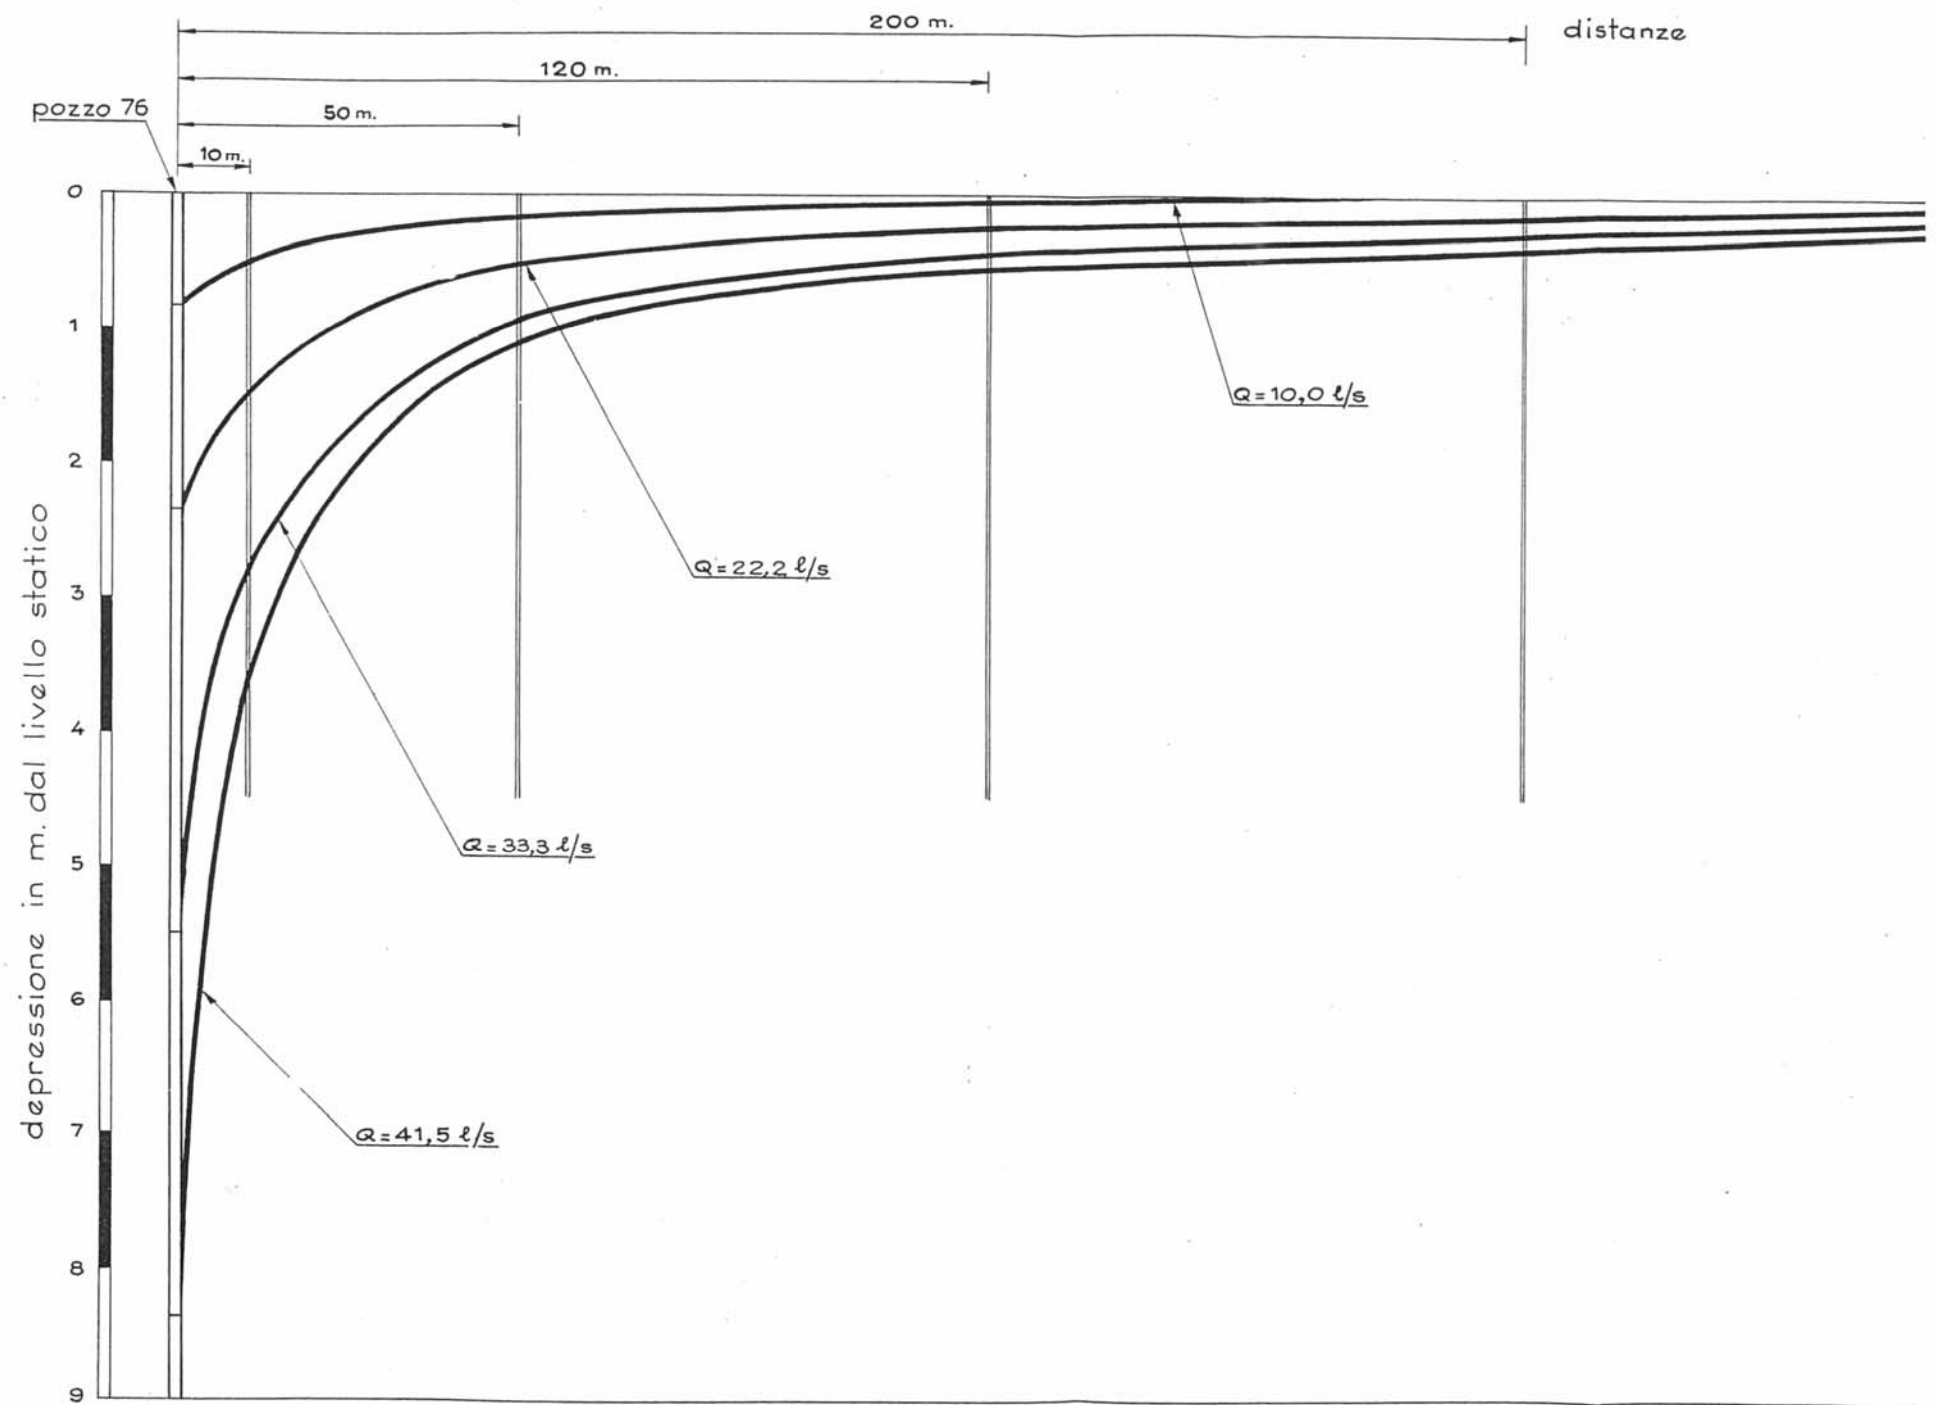 200 m.
distanze
120 m.
pozzo 76
50 m.
10 m.
0
1
2
3
4
5
6
7
8
9
depressione in m. dal livello statico
Q=10,0 ℓ/s
Q=22,2 ℓ/s
Q=33,3 ℓ/s
Q=41,5 ℓ/s